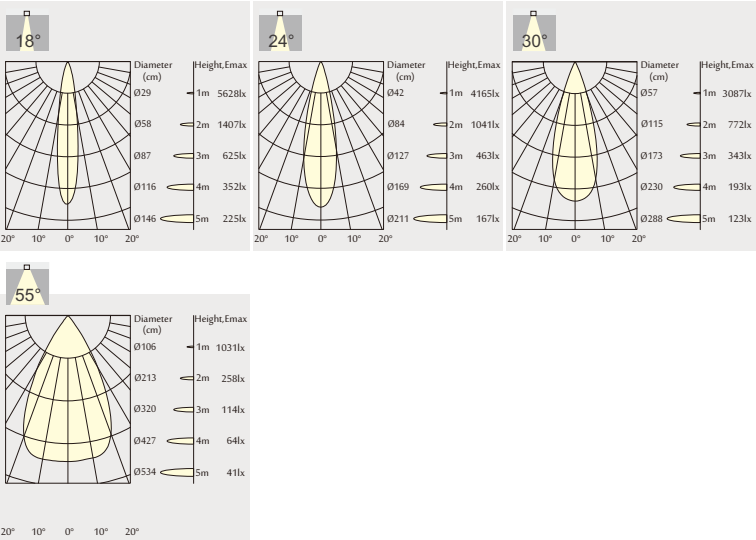 18°
Diameter Height,Emax
(cm)
Ø29 1m 5628lx
Ø58 2m 1407lx
Ø87 3m 625lx
Ø116 4m 352lx
Ø146 5m 225lx
20° 10° 0° 10° 20°
24°
Diameter Height,Emax
(cm)
Ø42 1m 4165lx
Ø84 2m 1041lx
Ø127 3m 463lx
Ø169 4m 260lx
Ø211 5m 167lx
20° 10° 0° 10° 20°
30°
Diameter Height,Emax
(cm)
Ø57 1m 3087lx
Ø115 2m 772lx
Ø173 3m 343lx
Ø230 4m 193lx
Ø288 5m 123lx
20° 10° 0° 10° 20°
55°
Diameter Height,Emax
(cm)
Ø106 1m 1031lx
Ø213 2m 258lx
Ø320 3m 114lx
Ø427 4m 64lx
Ø534 5m 41lx
20° 10° 0° 10° 20°